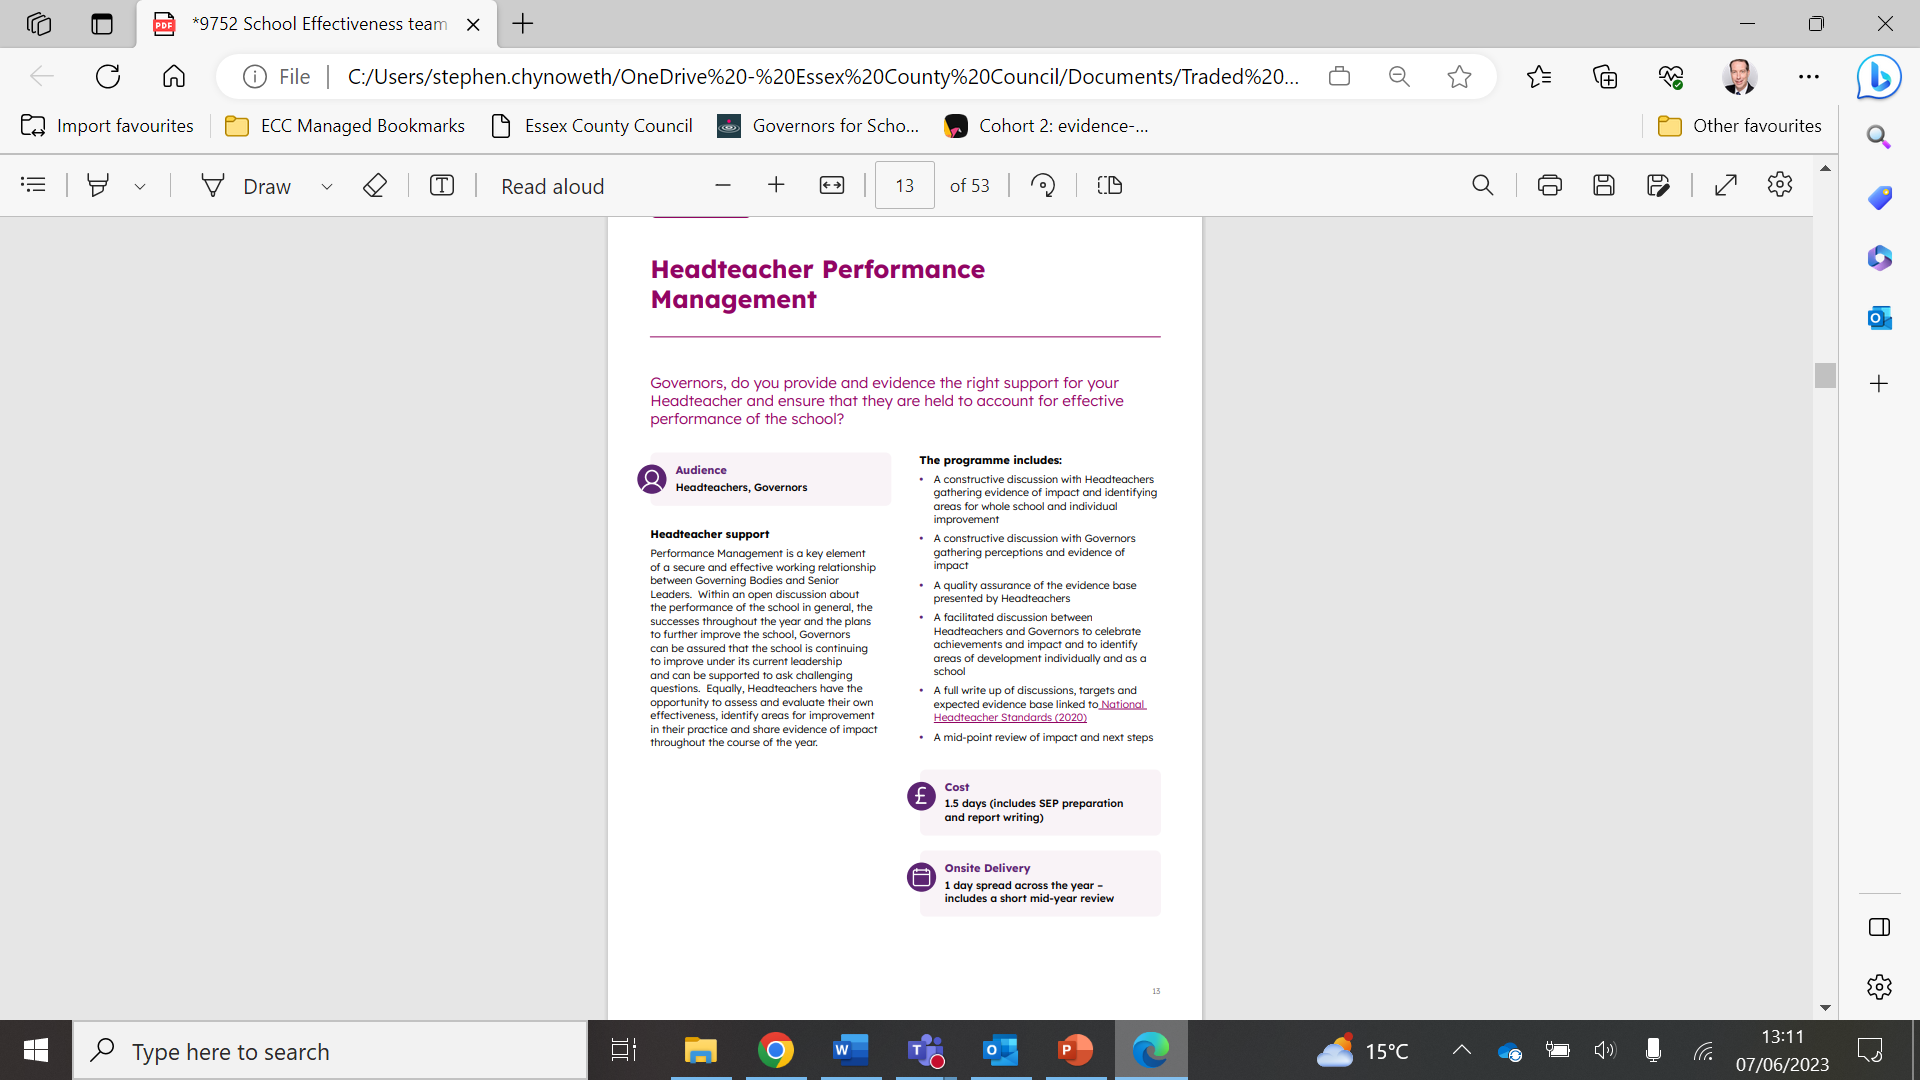 *9752 School Effectiveness team
File
C:/Users/stephen.chynoweth/OneDrive%20-%20Essex%20County%20Council/Documents/Traded%20...
Import favourites
ECC Managed Bookmarks
Essex County Council
Governors for Scho...
Cohort 2: evidence-...
Other favourites
Draw
Read aloud
13
of 53
Headteacher Performance
Management
Governors, do you provide and evidence the right support for your
Headteacher and ensure that they are held to account for effective
performance of the school?
Audience
Headteachers, Governors
Headteacher support
Performance Management is a key element
of a secure and effective working relationship
between Governing Bodies and Senior
Leaders. Within an open discussion about
the performance of the school in general, the
successes throughout the year and the plans
to further improve the school, Governors
can be assured that the school is continuing
to improve under its current leadership
and can be supported to ask challenging
questions. Equally, Headteachers have the
opportunity to assess and evaluate their own
effectiveness, identify areas for improvement
in their practice and share evidence of impact
throughout the course of the year.
The programme includes:
• A constructive discussion with Headteachers
gathering evidence of impact and identifying
areas for whole school and individual
improvement
• A constructive discussion with Governors
gathering perceptions and evidence of
impact
• A quality assurance of the evidence base
presented by Headteachers
• A facilitated discussion between
Headteachers and Governors to celebrate
achievements and impact and to identify
areas of development individually and as a
school
• A full write up of discussions, targets and
expected evidence base linked to National
Headteacher Standards (2020)
• A mid-point review of impact and next steps
£
Cost
1.5 days (includes SEP preparation
and report writing)
Onsite Delivery
1 day spread across the year –
includes a short mid-year review
13
Type here to search
15°C
13:11
07/06/2023